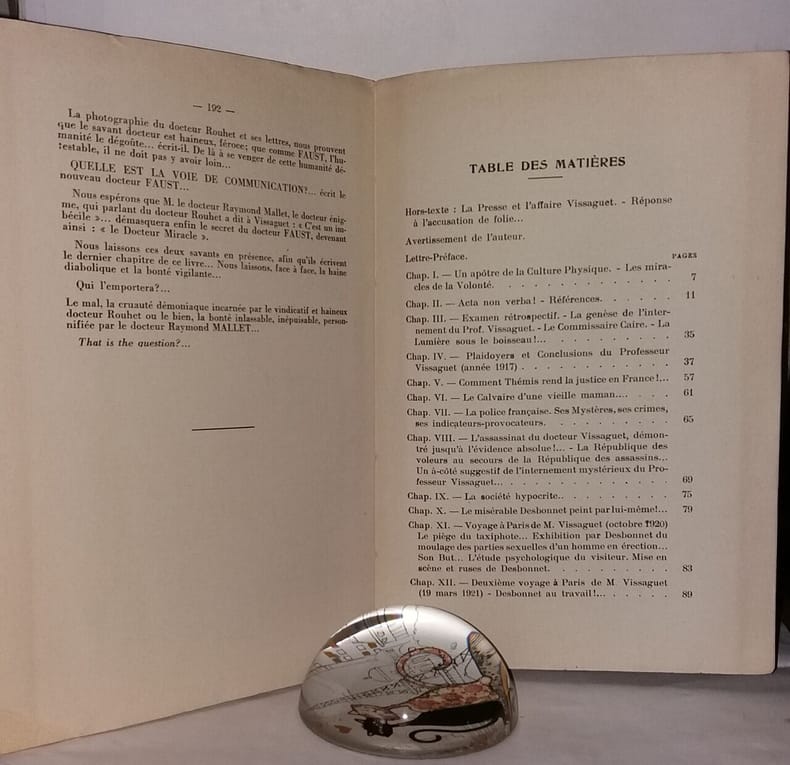 — 192 —
La photographie du docteur Rouhet et ses lettres, nous prouvent
que le savant docteur est haineux, féroce; que comme FAUST, l'hu-
manité le dégoûte... écrit-il. De là à se venger de cette humanité dé-
testable, il ne doit pas y avoir loin...
QUELLE EST LA VOIE DE COMMUNICATION?... écrit le
nouveau docteur FAUST...
Nous espérons que M. le docteur Raymond Mallet, le docteur énig-
me, qui parlant du docteur Rouhet a dit à Vissaguet : « C'est un im-
bécile »... démasquera enfin le secret du docteur FAUST, devenant
ainsi : « le Docteur Miracle ».
Nous laissons ces deux savants en présence, afin qu'ils écrivent
le dernier chapitre de ce livre... Nous laissons, face à face, la haine
diabolique et la bonté vigilante...
Qui l'emportera?...
Le mal, la cruauté démoniaque incarnée par le vindicatif et haineux
docteur Rouhet ou le bien, la bonté inlassable, inépuisable, person-
nifiée par le docteur Raymond MALLET...
That is the question?...
TABLE DES MATIÈRES
Hors-texte : La Presse et l'affaire Vissaguet. - Réponse
à l'accusation de folie...
Avertissement de l'auteur.
Lettre-Préface.
PAGES
Chap. I. — Un apôtre de la Culture Physique. - Les mira-
cles de la Volonté. 7
Chap. II. — Acta non verba! - Références. . . . . . 11
Chap. III. — Examen rétrospectif. - La genèse de l'inter-
nement du Prof. Vissaguet. - Le Commissaire Caire. - La
Lumière sous le boisseau!... . . . . . . . . . . 35
Chap. IV. — Plaidoyers et Conclusions du Professeur
Vissaguet (année 1917) . . . . . . . . . . . . 37
Chap. V. — Comment Thémis rend la justice en France!... 57
Chap. VI. — Le Calvaire d'une vieille maman.... . . . 61
Chap. VII. — La police française. Ses Mystères, ses crimes,
ses indicateurs-provocateurs. . . . . . . . . . 65
Chap. VIII. — L'assassinat du docteur Vissaguet, démon-
tré jusqu'à l'évidence absolue!... - La République des
voleurs au secours de la République des assassins...
Un à-côté suggestif de l'internement mystérieux du Pro-
fesseur Vissaguet... . . . . . . . . . . . . . 69
Chap. IX. — La société hypocrite.. . . . . . . . . 75
Chap. X. — Le misérable Desbonnet peint par lui-même!... 79
Chap. XI. — Voyage à Paris de M. Vissaguet (octobre 1920)
Le piège du taxiphote... Exhibition par Desbonnet du
moulage des parties sexuelles d'un homme en érection...
Son But... L'étude psychologique du visiteur. Mise en
scène et ruses de Desbonnet. . . . . . . . . . 83
Chap. XII. — Deuxième voyage à Paris de M. Vissaguet
(19 mars 1921) - Desbonnet au travail!... . . . . . 89